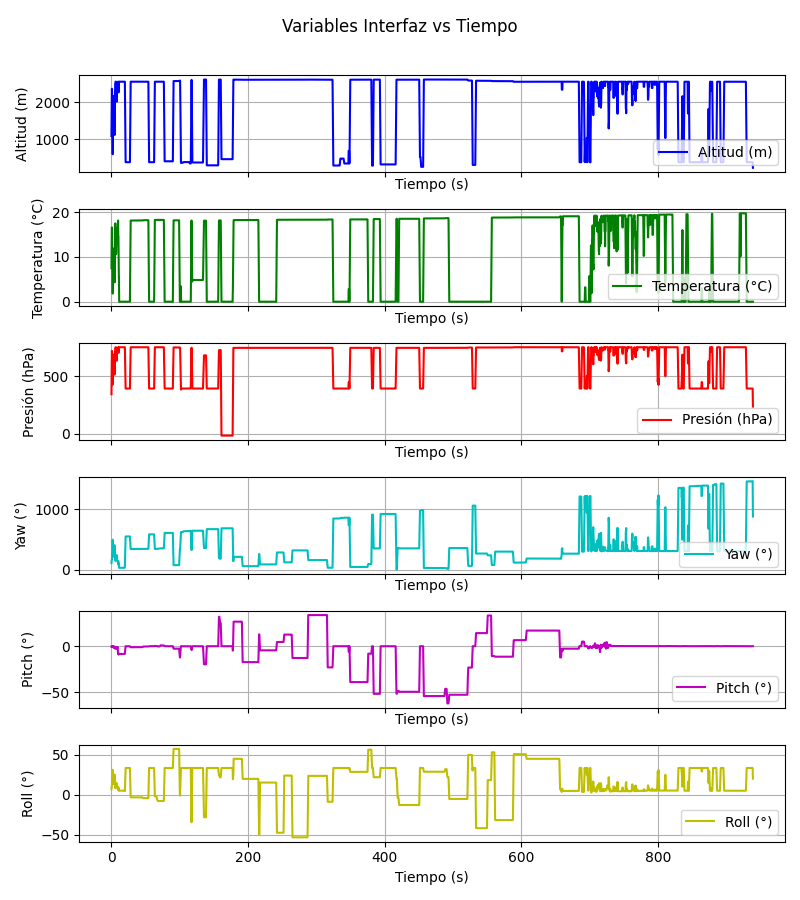 Variables Interfaz vs Tiempo
Altitud (m)
2000
1000
Altitud (m)
Tiempo (s)
Temperatura (°C)
20
10
0
Temperatura (°C)
Tiempo (s)
Presión (hPa)
500
0
Presión (hPa)
Tiempo (s)
Yaw (°)
1000
0
Yaw (°)
Tiempo (s)
Pitch (°)
0
−50
Pitch (°)
Tiempo (s)
Roll (°)
50
0
−50
Roll (°)
0 200 400 600 800
Tiempo (s)